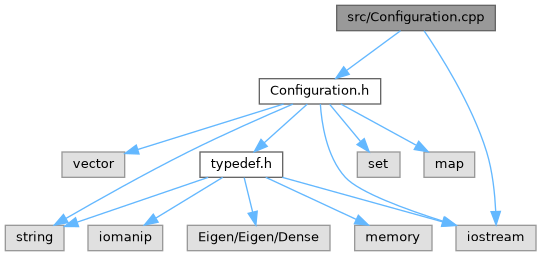 src/Configuration.cpp
Configuration.h
vector
typedef.h
set
map
string
iomanip
Eigen/Eigen/Dense
memory
iostream